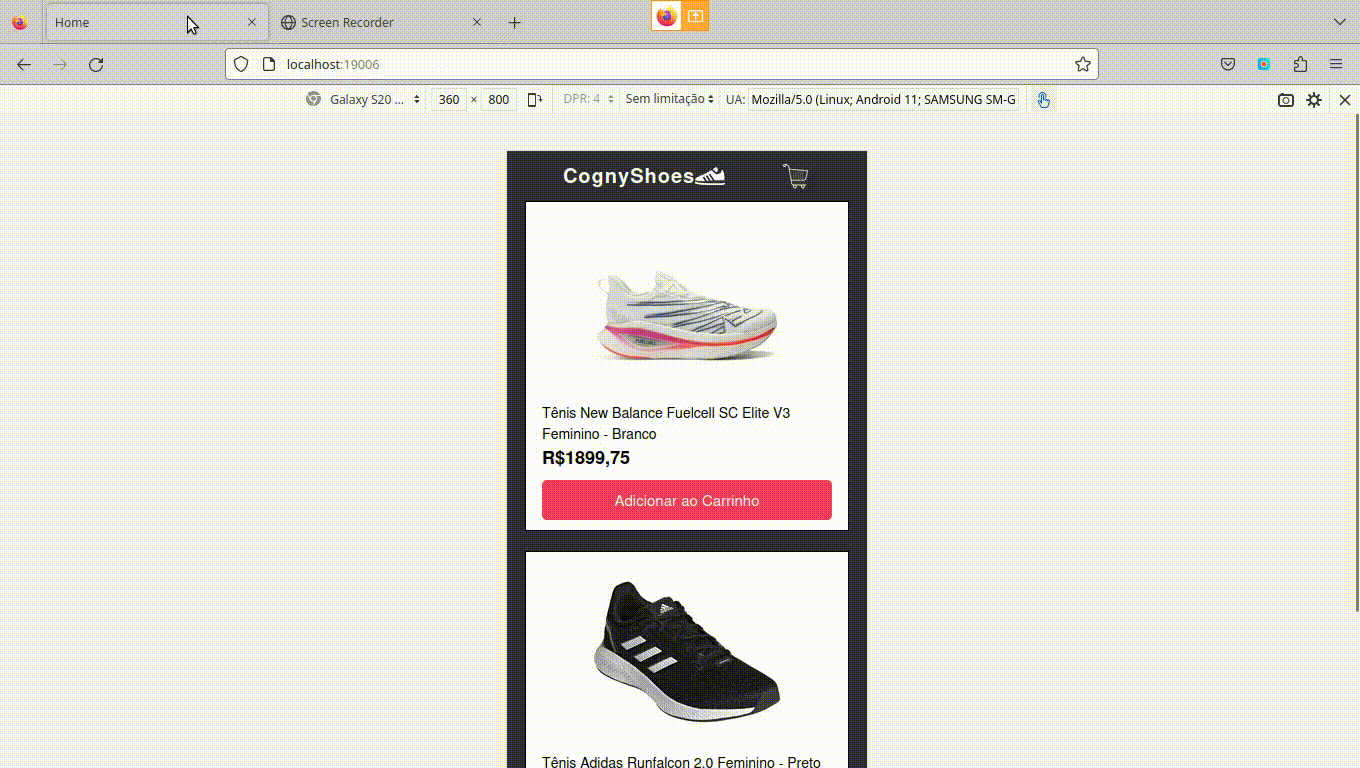 Home
Screen Recorder
localhost:19006
Galaxy S20 ...
360 × 800
DPR: 4
Sem limitação
UA: Mozilla/5.0 (Linux; Android 11; SAMSUNG SM-G
CognyShoes
FUELCELL
Tênis New Balance Fuelcell SC Elite V3
Feminino - Branco
R$1899,75
Adicionar ao Carrinho
Tênis Adidas Runfalcon 2.0 Feminino - Preto